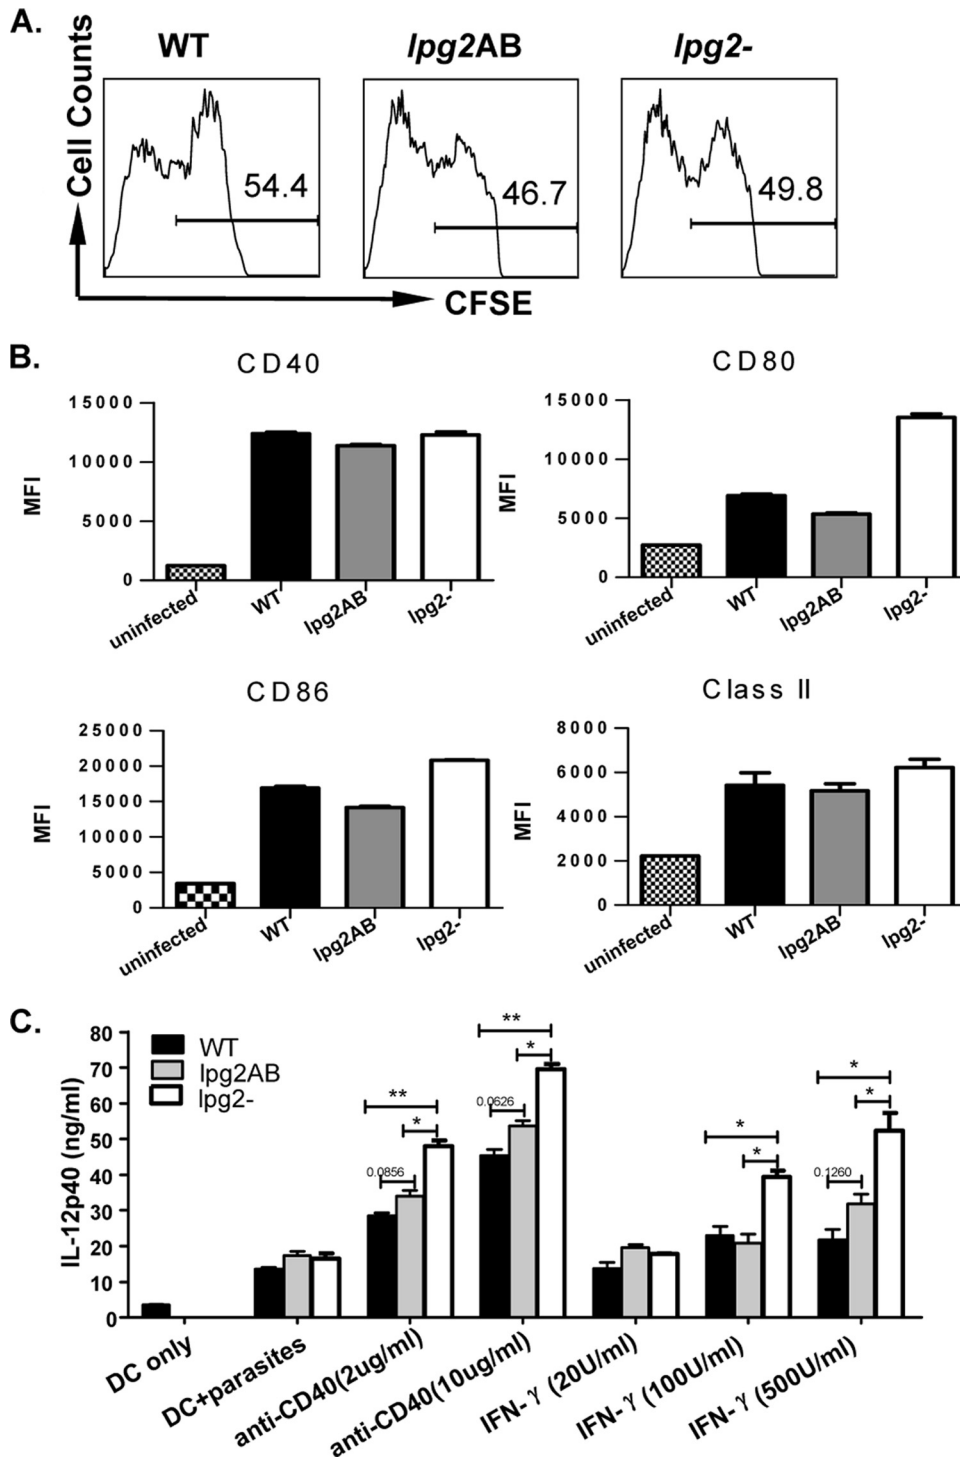 A.
WT lpg2AB lpg2-
Cell Counts
54.4 46.7 49.8
CFSE
B.
CD40
15000
10000
5000
0
MFI
uninfected WT lpg2AB lpg2-
CD80
15000
10000
5000
0
MFI
uninfected WT lpg2AB lpg2-
CD86
25000
20000
15000
10000
5000
0
MFI
uninfected WT lpg2AB lpg2-
Class II
8000
6000
4000
2000
0
MFI
uninfected WT lpg2AB lpg2-
C.
IL-12p40 (ng/ml)
80
70
60
50
40
30
20
10
0
WT
lpg2AB
lpg2-
** * 0.0856
** * 0.0626
* *
* * 0.1260
DC only
DC+parasites
anti-CD40(2ug/ml)
anti-CD40(10ug/ml)
IFN-γ (20U/ml)
IFN-γ (100U/ml)
IFN-γ (500U/ml)